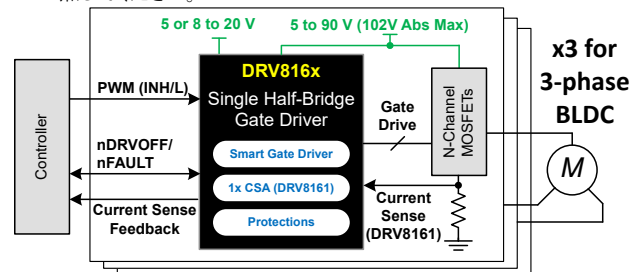 5 or 8 to 20 V
5 to 90 V (102V Abs Max)
x3 for
3-phase
BLDC
Controller
PWM (INH/L)
nDRVOFF/
nFAULT
Current Sense
Feedback
DRV816x
Single Half-Bridge
Gate Driver
Smart Gate Driver
1x CSA (DRV8161)
Protections
Gate
Drive
N-Channel
MOSFETs
Current
Sense
(DRV8161)
M